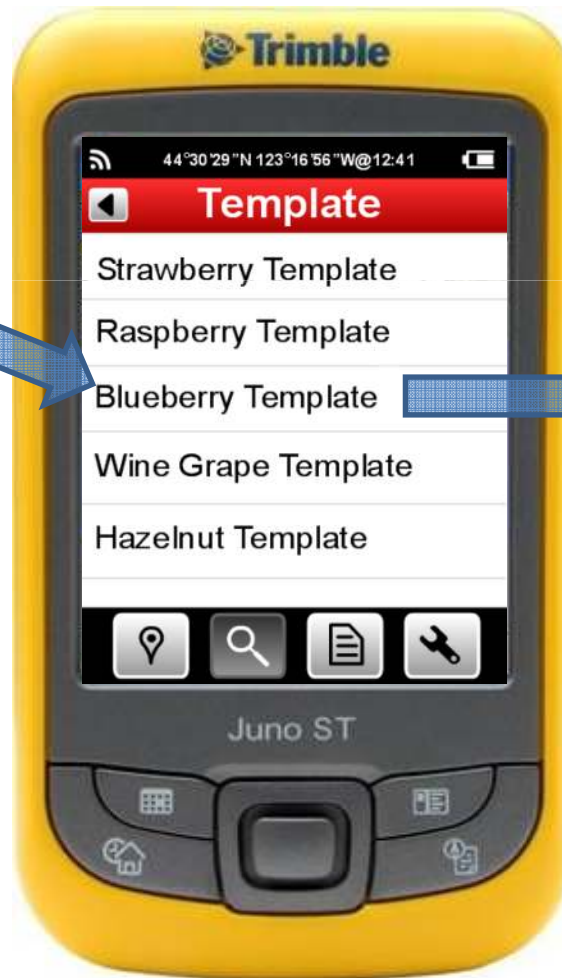 Trimble
44°30'29"N 123°16'56"W@12:41
Template
Strawberry Template
Raspberry Template
Blueberry Template
Wine Grape Template
Hazelnut Template
Juno ST